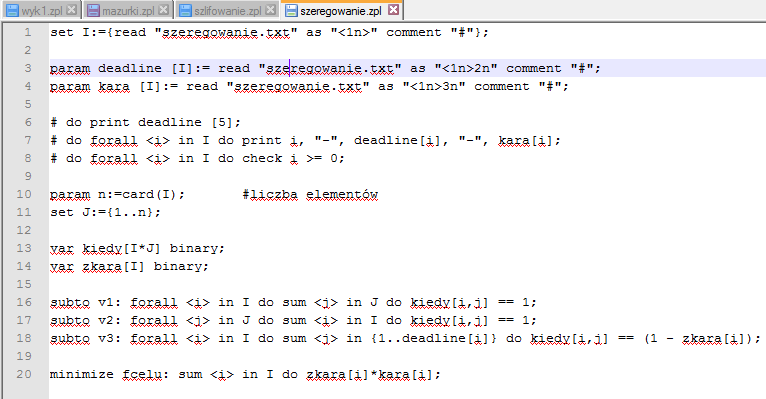 wyk1.zpl mazurki.zpl szlifowanie.zpl szeregowanie.zpl
1 set I:={read "szeregowanie.txt" as "<1n>" comment "#"};
2
3 param deadline [I]:= read "szeregowanie.txt" as "<1n>2n" comment "#";
4 param kara [I]:= read "szeregowanie.txt" as "<1n>3n" comment "#";
5
6 # do print deadline [5];
7 # do forall <i> in I do print i, "-", deadline[i], "-", kara[i];
8 # do forall <i> in I do check i >= 0;
9
10 param n:=card(I); #liczba elementów
11 set J:={1..n};
12
13 var kiedy[I*J] binary;
14 var zkara[I] binary;
15
16 subto v1: forall <i> in I do sum <j> in J do kiedy[i,j] == 1;
17 subto v2: forall <j> in J do sum <i> in I do kiedy[i,j] == 1;
18 subto v3: forall <i> in I do sum <j> in {1..deadline[i]} do kiedy[i,j] == (1 - zkara[i]);
19
20 minimize fcelu: sum <i> in I do zkara[i]*kara[i];